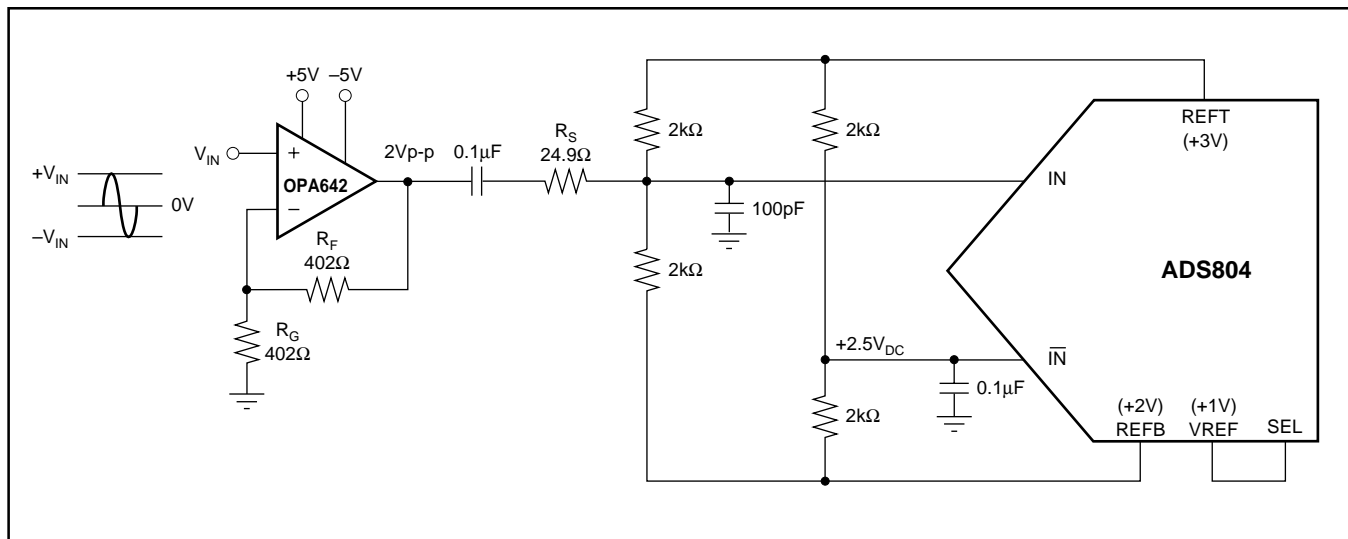 +5V –5V
V_IN
+
OPA642
–
2Vp-p
0.1µF
R_S
24.9Ω
+V_IN
0V
–V_IN
R_F
402Ω
R_G
402Ω
2kΩ
2kΩ
100pF
2kΩ
REFT
(+3V)
IN
ADS804
+2.5V_DC
I̅N̅
0.1µF
2kΩ
(+2V)
REFB
(+1V)
VREF
SEL